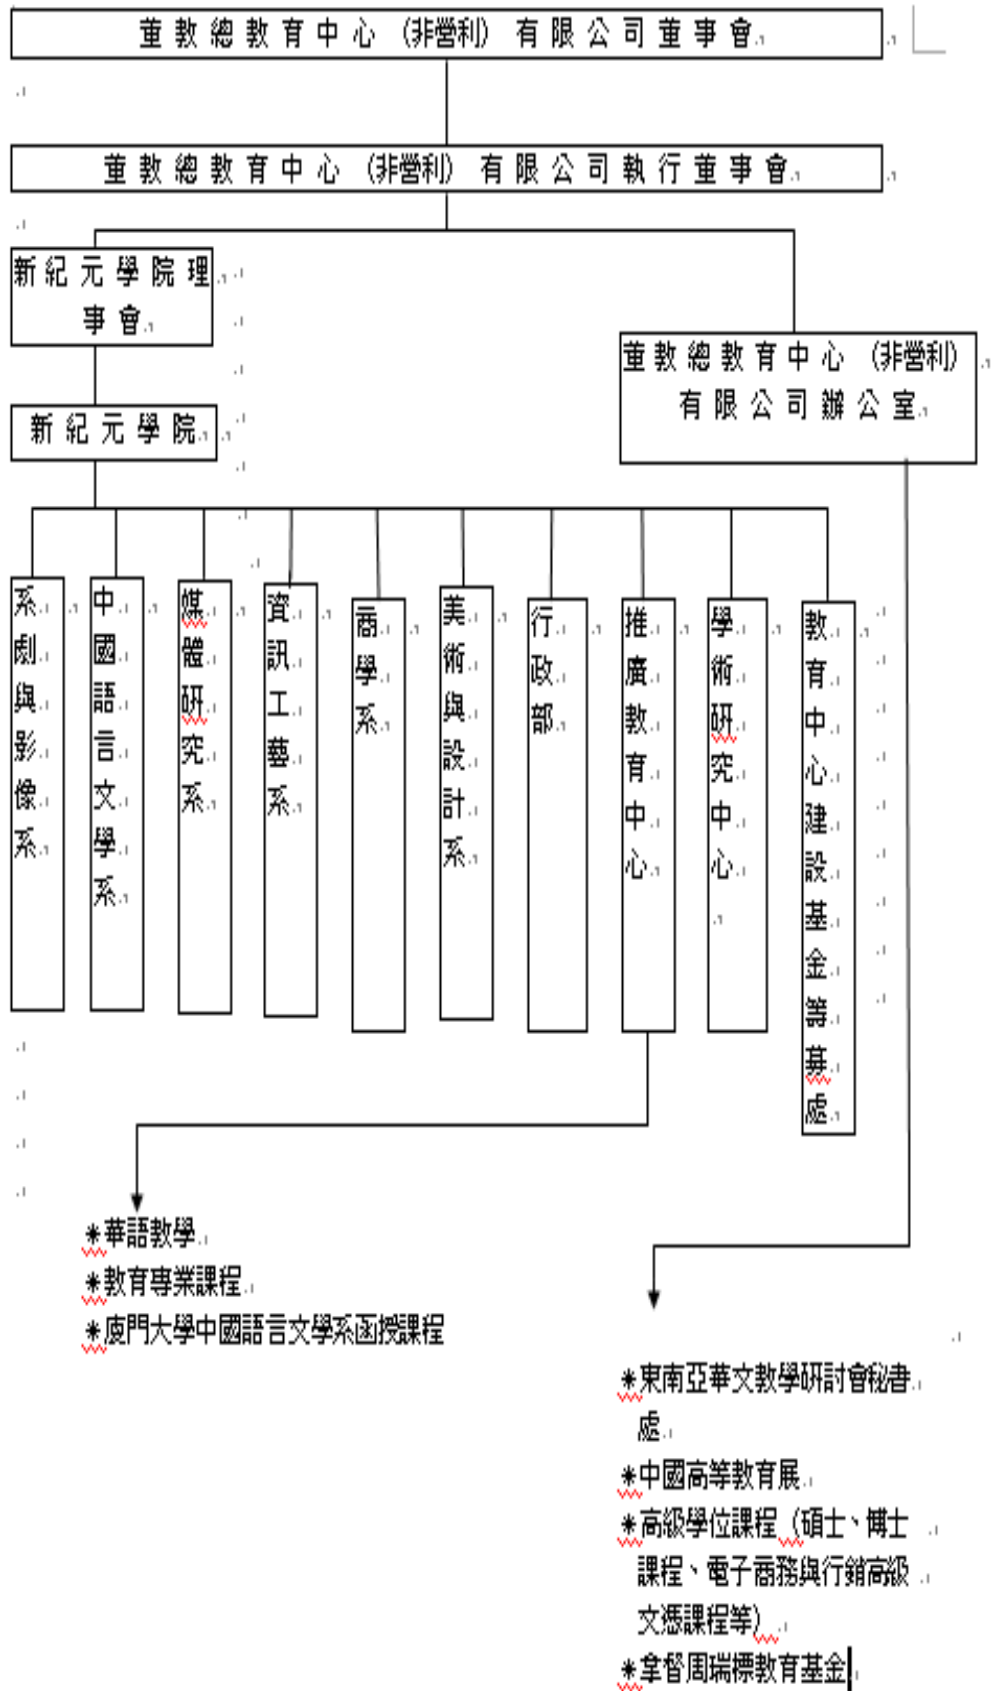 董教總教育中心（非營利）有限公司董事會
董教總教育中心（非營利）有限公司執行董事會
新紀元學院理
事會
董教總教育中心（非營利）
有限公司辦公室
新紀元學院
系劇與影像系
中國語言文學系
媒體研究系
資訊工藝系
商學系
美術與設計系
行政部
推廣教育中心
學術研究中心
教育中心建設基金籌募處
*華語教學
*教育專業課程
*廈門大學中國語言文學系函授課程
*東南亞華文教學研討會秘書
處
*中國高等教育展
*高級學位課程（碩士、博士
課程、電子商務與行銷高級
文憑課程等）
*拿督周瑞標教育基金